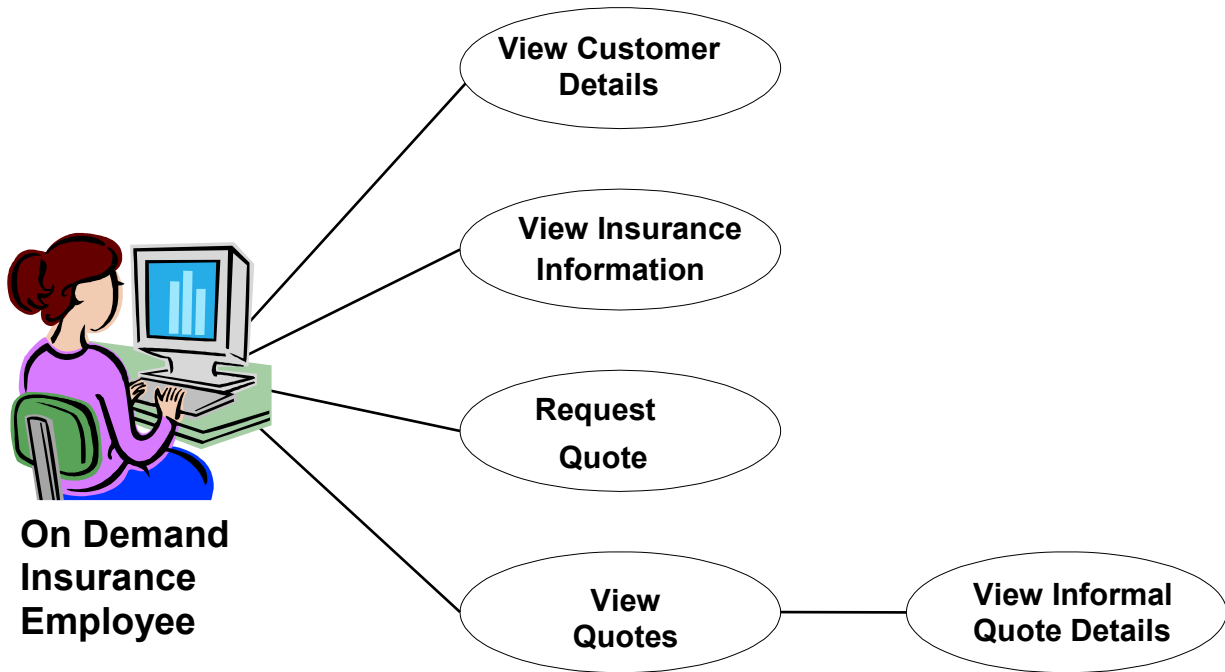 View Customer
Details
View Insurance
Information
Request
Quote
On Demand
Insurance
Employee
View
Quotes
View Informal
Quote Details